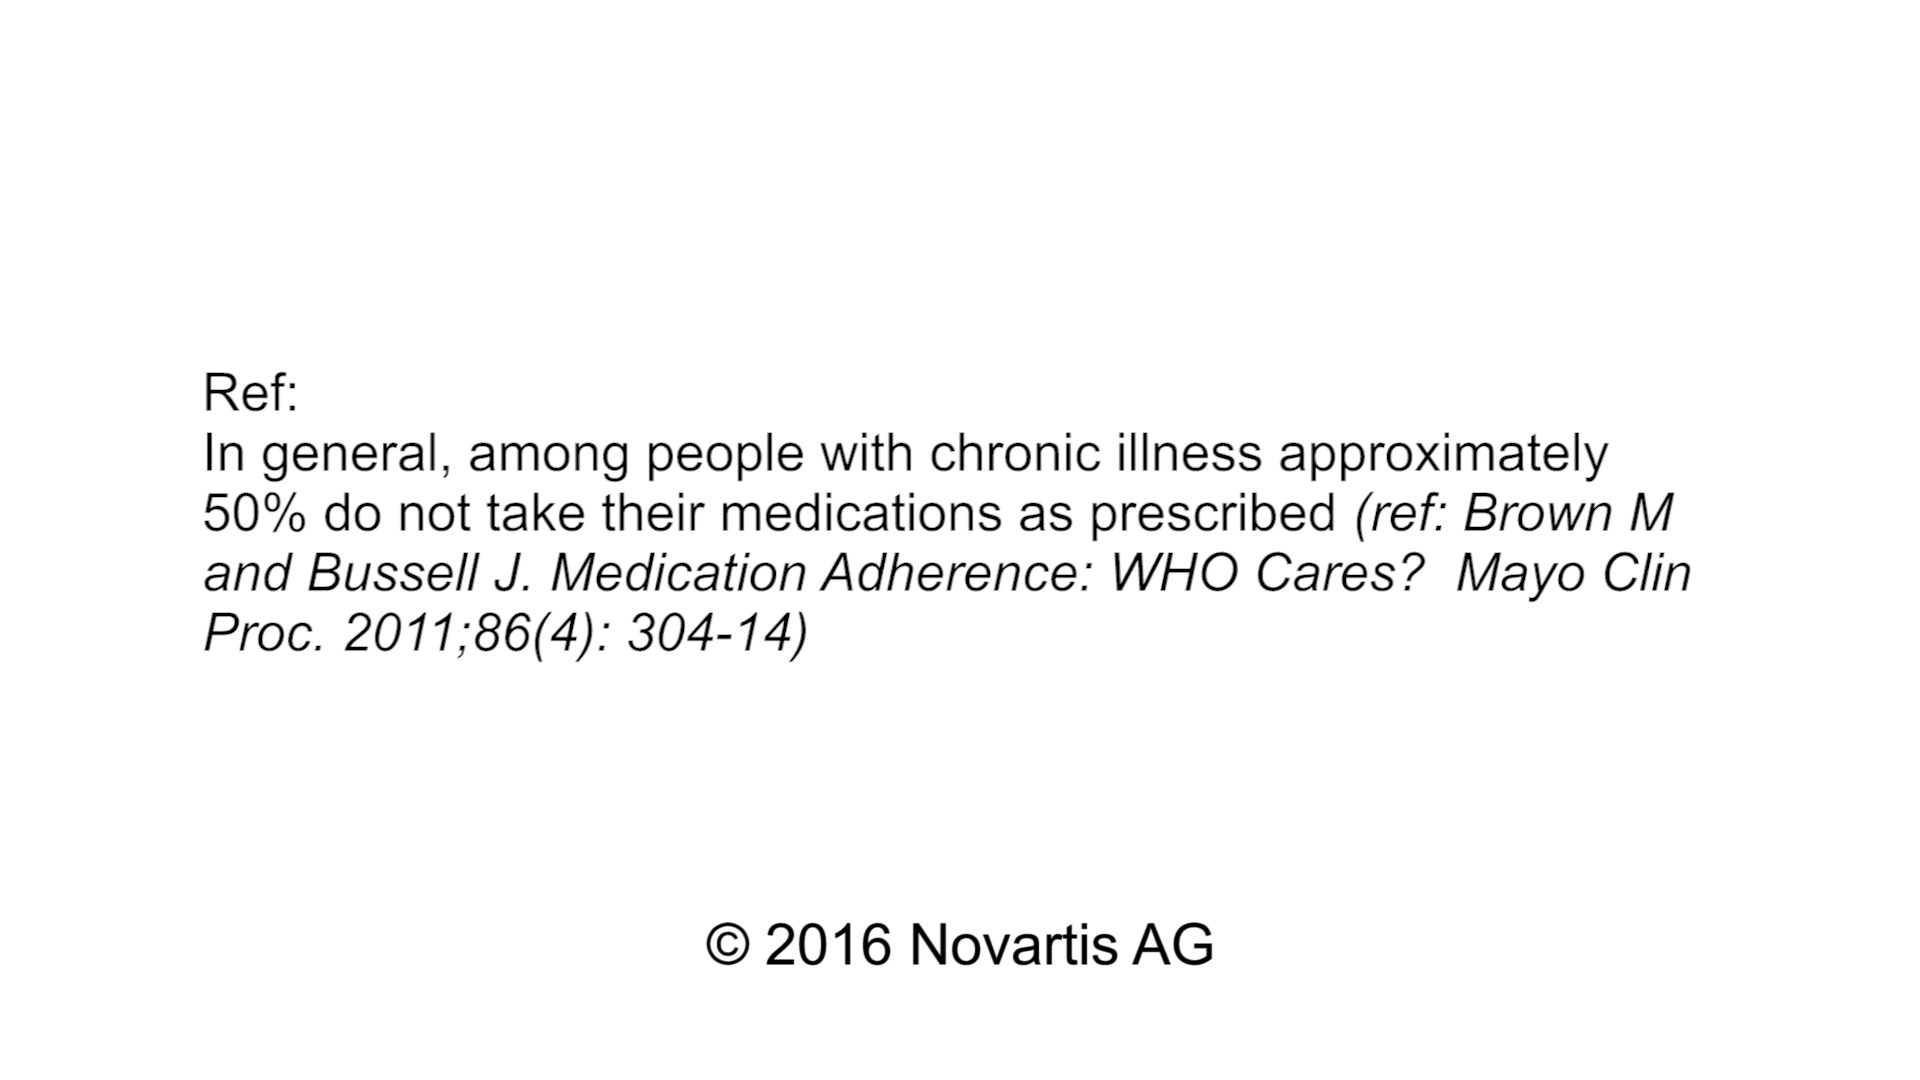 Ref:
In general, among people with chronic illness approximately
50% do not take their medications as prescribed (ref: Brown M
and Bussell J. Medication Adherence: WHO Cares?  Mayo Clin
Proc. 2011;86(4): 304-14)
© 2016 Novartis AG